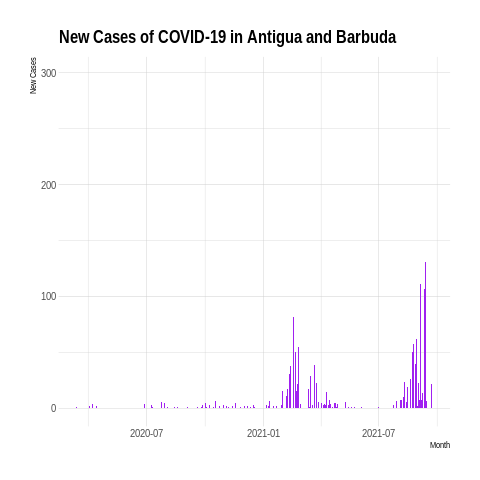 New Cases of COVID-19 in Antigua and Barbuda
New Cases
300
200
100
0
2020-07
2021-01
2021-07
Month